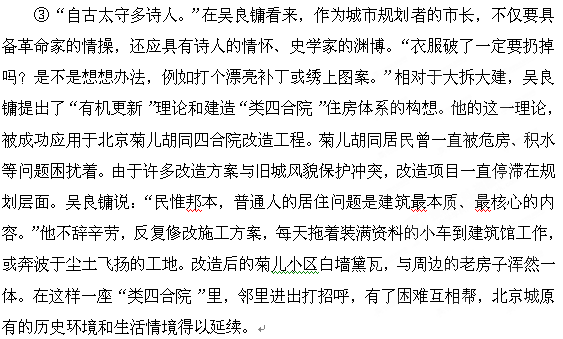 ③“自古太守多诗人。”在吴良镛看来，作为城市规划者的市长，不仅要具
备革命家的情操，还应具有诗人的情怀、史学家的渊博。“衣服破了一定要扔掉
吗？是不是想想办法，例如打个漂亮补丁或绣上图案。”相对于大拆大建，吴良
镛提出了“有机更新”理论和建造“类四合院”住房体系的构想。他的这一理论，
被成功应用于北京菊儿胡同四合院改造工程。菊儿胡同居民曾一直被危房、积水
等问题困扰着。由于许多改造方案与旧城风貌保护冲突，改造项目一直停滞在规
划层面。吴良镛说：“民惟邦本，普通人的居住问题是建筑最本质、最核心的内
容。”他不辞辛劳，反复修改施工方案，每天拖着装满资料的小车到建筑馆工作，
或奔波于尘土飞扬的工地。改造后的菊儿小区白墙黛瓦，与周边的老房子浑然一
体。在这样一座“类四合院”里，邻里进出打招呼，有了困难互相帮，北京城原
有的历史环境和生活情境得以延续。